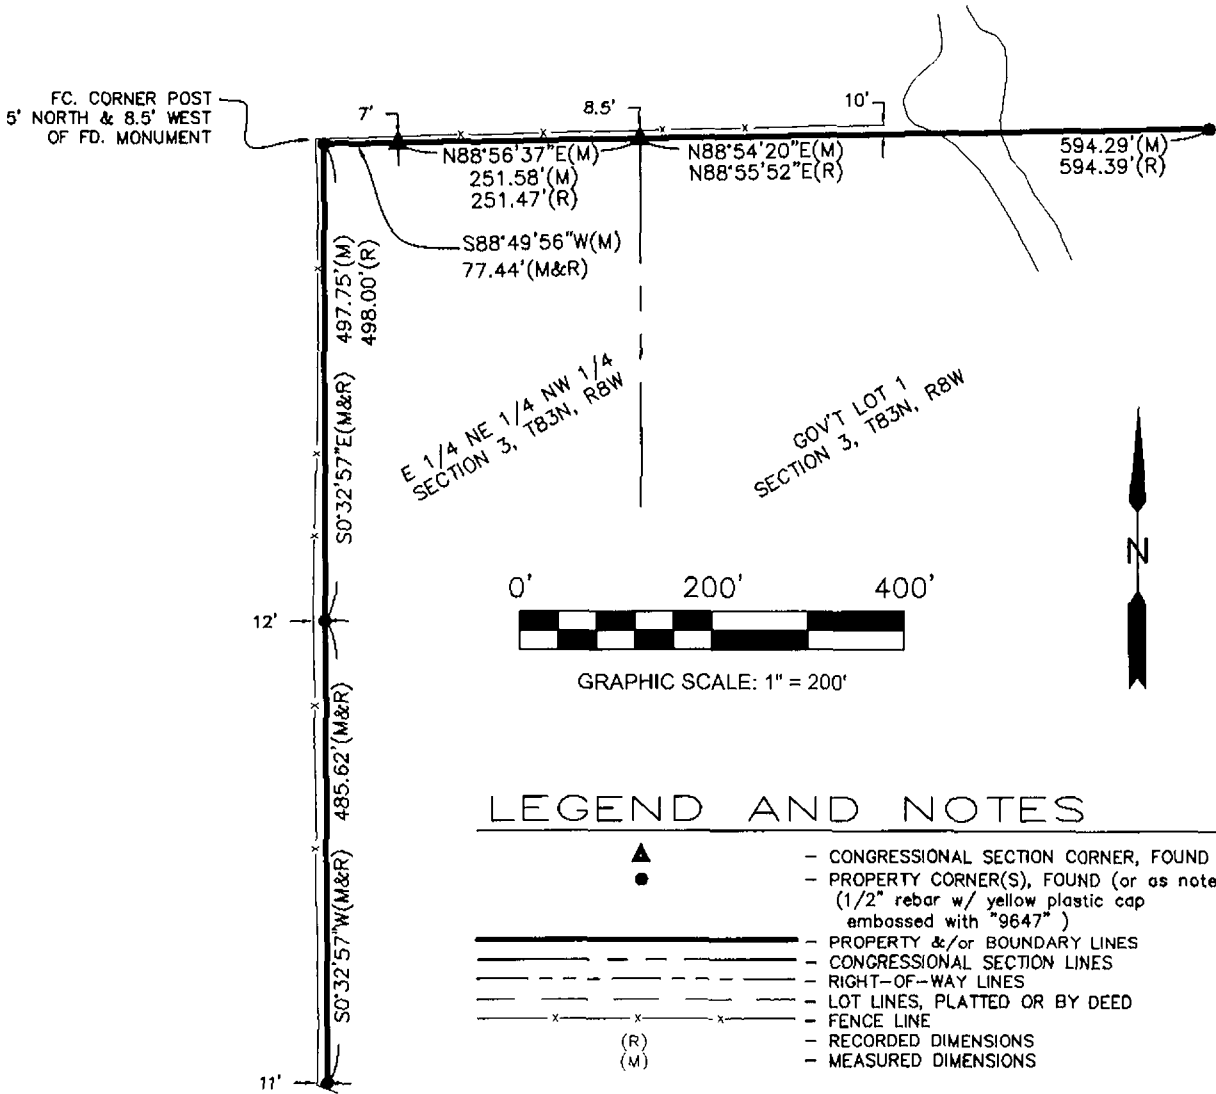 FC. CORNER POST
5' NORTH & 8.5' WEST
OF FD. MONUMENT
7'
8.5'
10'
N88°56'37"E(M)
251.58'(M)
251.47'(R)
N88°54'20"E(M)
N88°55'52"E(R)
594.29'(M)
594.39'(R)
S88°49'56"W(M)
77.44'(M&R)
497.75'(M)
498.00'(R)
S0°32'57"E(M&R)
E 1/4 NE 1/4 NW 1/4
SECTION 3, T83N, R8W
GOV'T LOT 1
SECTION 3, T83N, R8W
N
0' 200' 400'
GRAPHIC SCALE: 1" = 200'
12'
485.62'(M&R)
S0°32'57"W(M&R)
11'
LEGEND AND NOTES
- CONGRESSIONAL SECTION CORNER, FOUND
- PROPERTY CORNER(S), FOUND (or as note
(1/2" rebar w/ yellow plastic cap
embossed with "9647" )
- PROPERTY &/or BOUNDARY LINES
- CONGRESSIONAL SECTION LINES
- RIGHT-OF-WAY LINES
- LOT LINES, PLATTED OR BY DEED
- FENCE LINE
(R) - RECORDED DIMENSIONS
(M) - MEASURED DIMENSIONS